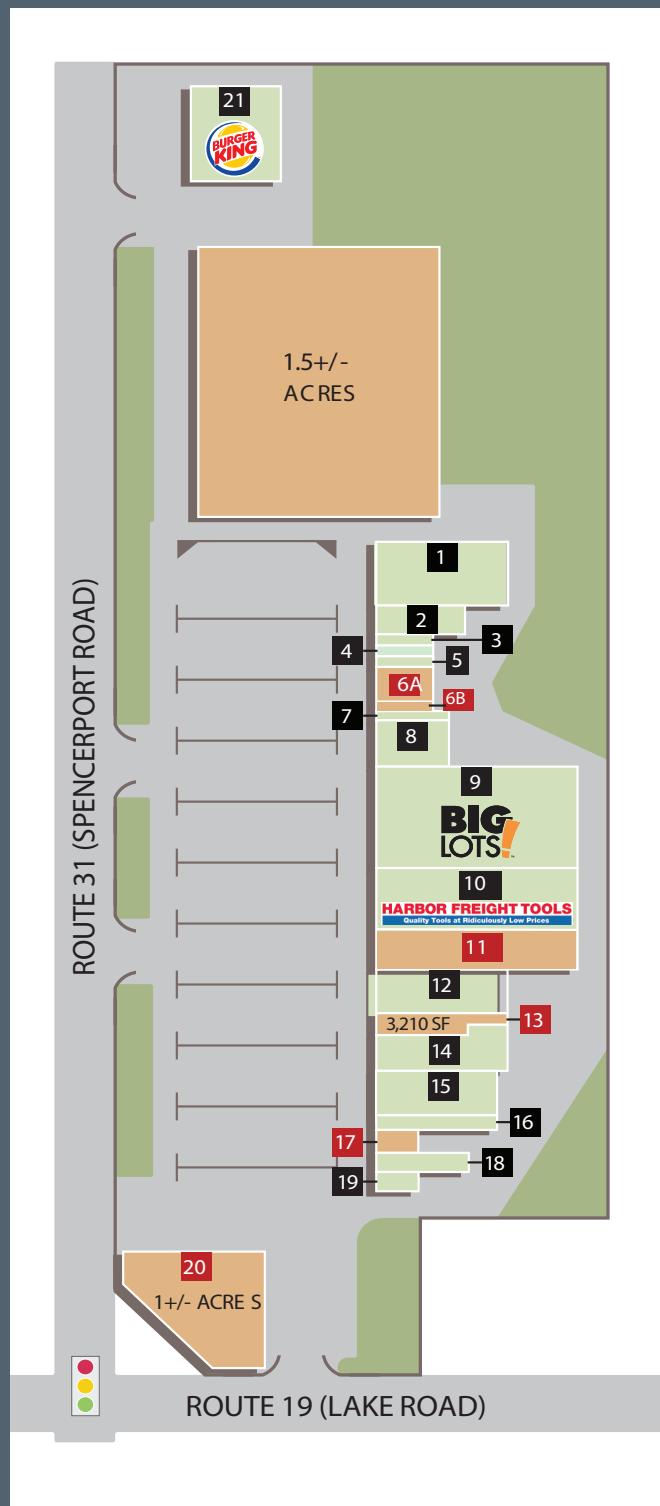 21
BURGER
KING
1.5+/-
ACRES
1
2
3
4
5
6A
6B
7
8
9
BIG
LOTS!
10
HARBOR FREIGHT TOOLS
Quality Tools at Ridiculously Low Prices
11
12
3,210 SF
13
14
15
16
17
18
19
20
1+/- ACRE S
ROUTE 31 (SPENCERPORT ROAD)
ROUTE 19 (LAKE ROAD)